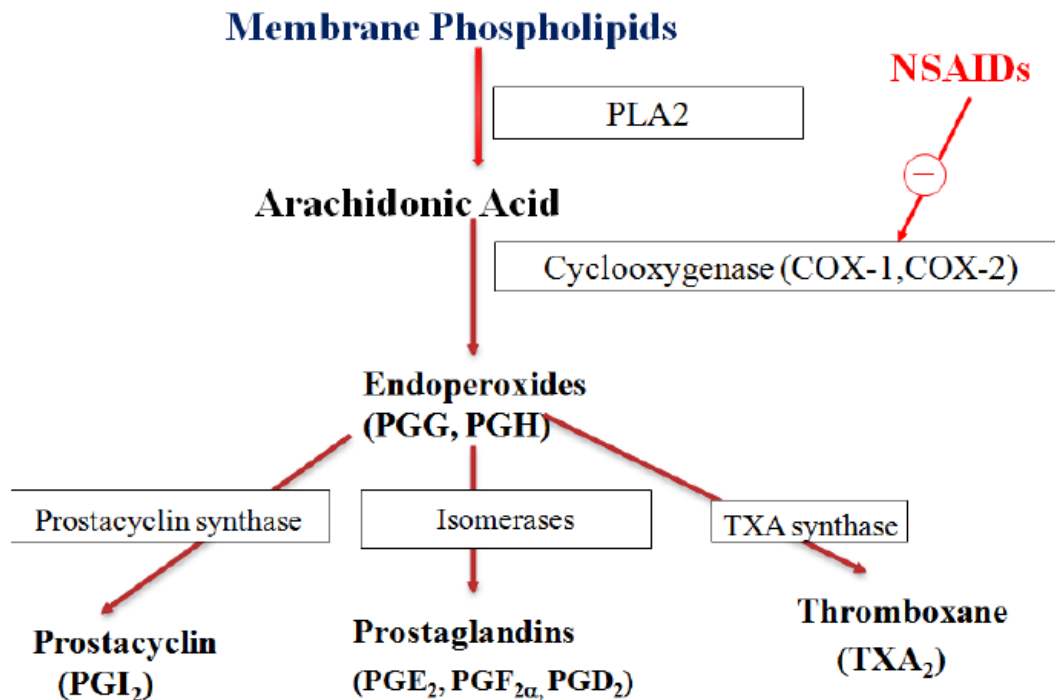 Membrane Phospholipids
NSAIDs
PLA2
−
Arachidonic Acid
Cyclooxygenase (COX-1,COX-2)
Endoperoxides
(PGG, PGH)
Prostacyclin synthase
Isomerases
TXA synthase
Prostacyclin
(PGI₂)
Prostaglandins
(PGE₂, PGF₂α, PGD₂)
Thromboxane
(TXA₂)